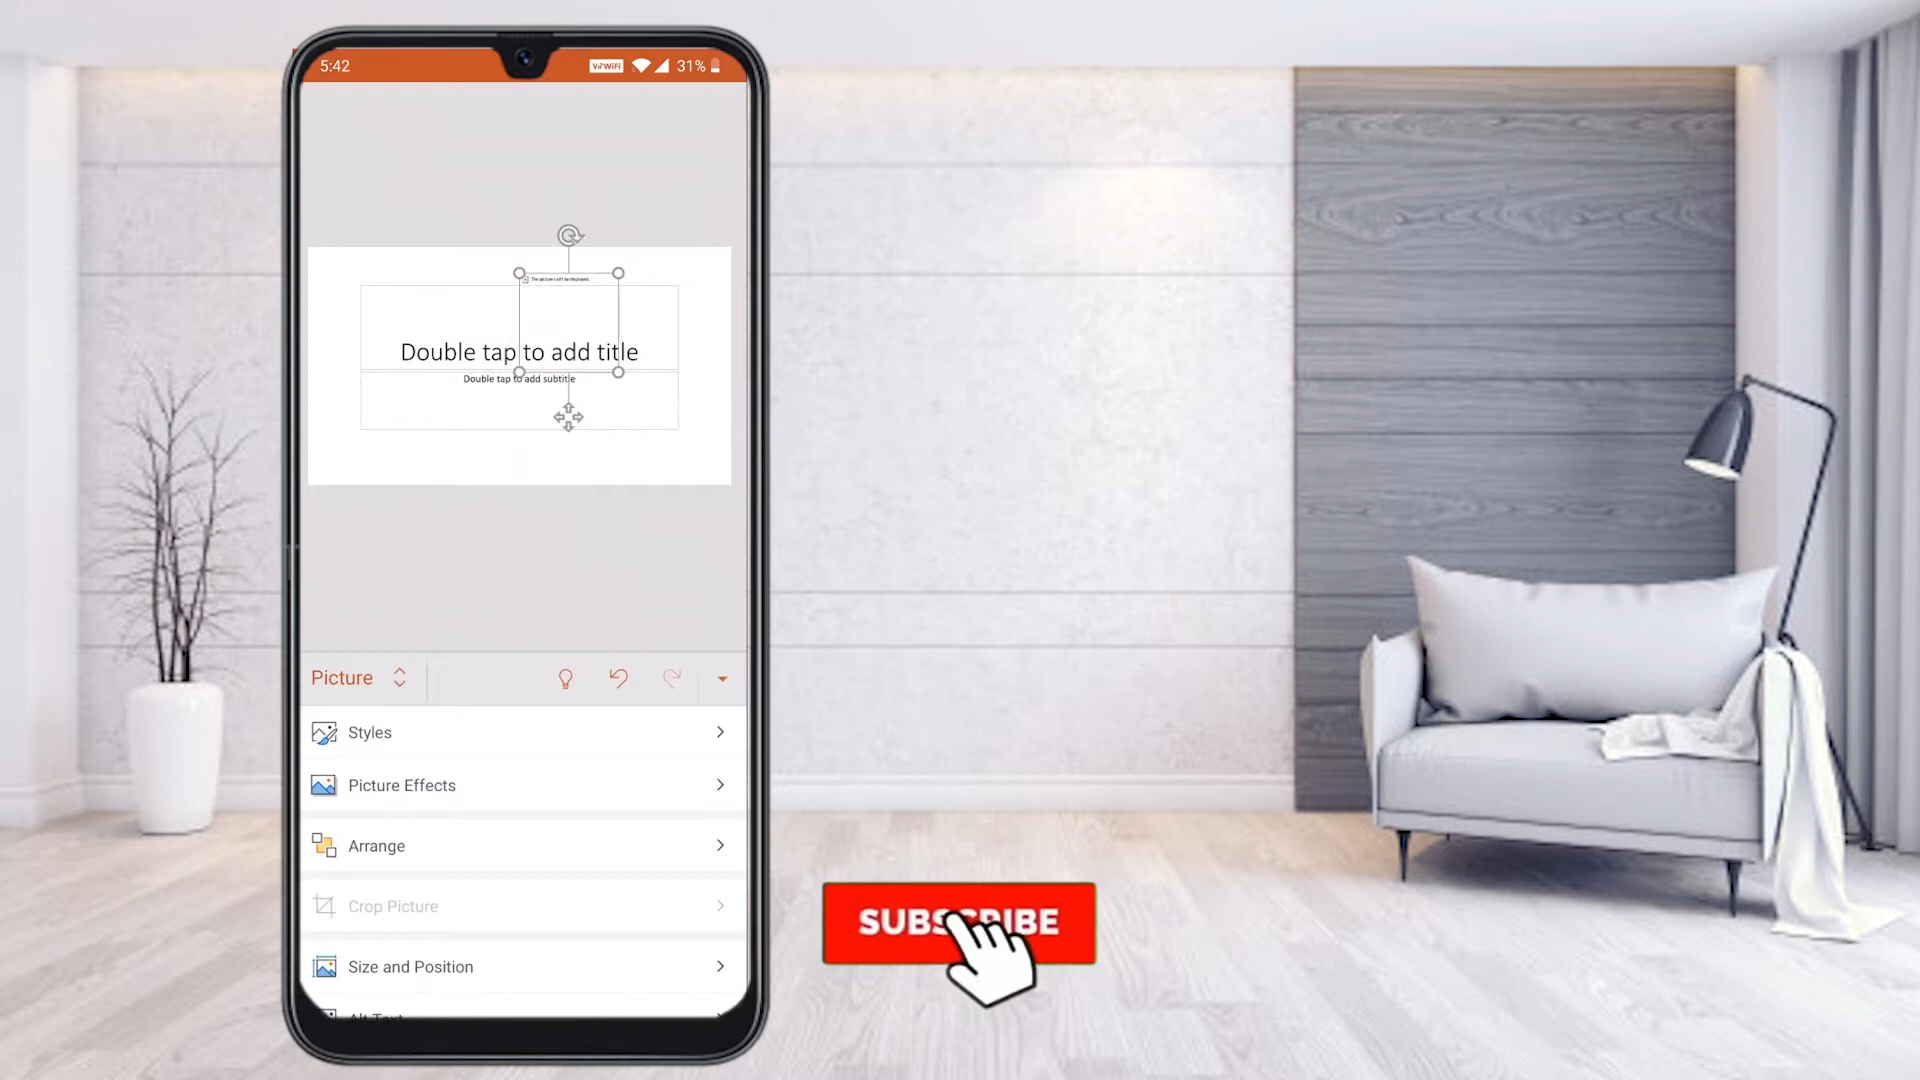 5:42
VoWiFi
31%
The picture can't be displayed.
Double tap to add title
Double tap to add subtitle
Picture
Styles
Picture Effects
Arrange
Crop Picture
Size and Position
Alt Text
SUBSCRIBE